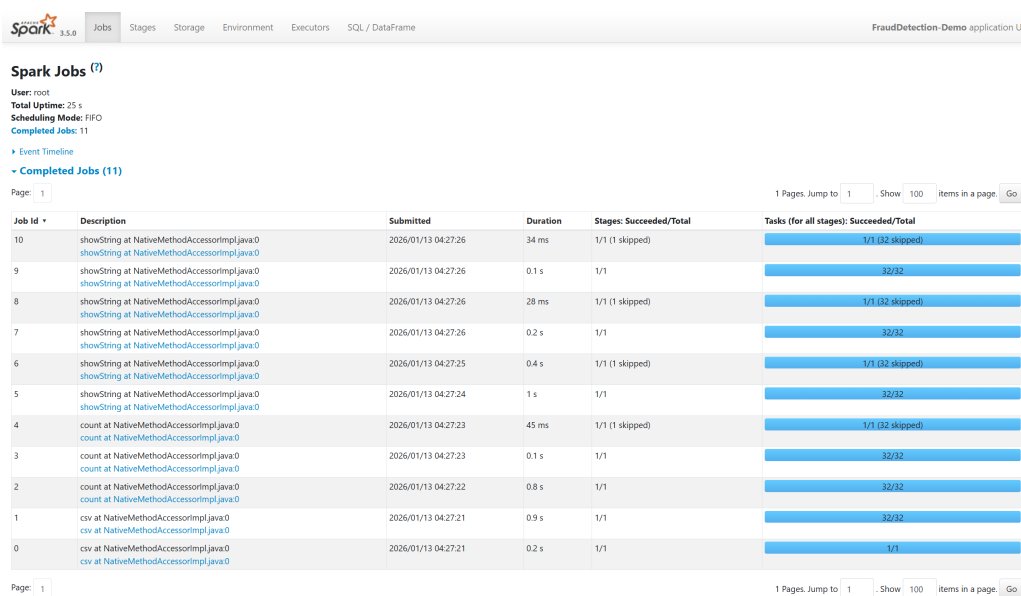 APACHE
Spark 3.5.0 Jobs Stages Storage Environment Executors SQL / DataFrame FraudDetection-Demo application U
Spark Jobs (?)
User: root
Total Uptime: 25 s
Scheduling Mode: FIFO
Completed Jobs: 11
Event Timeline
Completed Jobs (11)
Page: 1 1 Pages. Jump to 1 . Show 100 items in a page. Go
Job Id ▾ Description Submitted Duration Stages: Succeeded/Total Tasks (for all stages): Succeeded/Total
10 showString at NativeMethodAccessorImpl.java:0 2026/01/13 04:27:26 34 ms 1/1 (1 skipped) 1/1 (32 skipped)
showString at NativeMethodAccessorImpl.java:0
9 showString at NativeMethodAccessorImpl.java:0 2026/01/13 04:27:26 0.1 s 1/1 32/32
showString at NativeMethodAccessorImpl.java:0
8 showString at NativeMethodAccessorImpl.java:0 2026/01/13 04:27:26 28 ms 1/1 (1 skipped) 1/1 (32 skipped)
showString at NativeMethodAccessorImpl.java:0
7 showString at NativeMethodAccessorImpl.java:0 2026/01/13 04:27:26 0.2 s 1/1 32/32
showString at NativeMethodAccessorImpl.java:0
6 showString at NativeMethodAccessorImpl.java:0 2026/01/13 04:27:25 0.4 s 1/1 (1 skipped) 1/1 (32 skipped)
showString at NativeMethodAccessorImpl.java:0
5 showString at NativeMethodAccessorImpl.java:0 2026/01/13 04:27:24 1 s 1/1 32/32
showString at NativeMethodAccessorImpl.java:0
4 count at NativeMethodAccessorImpl.java:0 2026/01/13 04:27:23 45 ms 1/1 (1 skipped) 1/1 (32 skipped)
count at NativeMethodAccessorImpl.java:0
3 count at NativeMethodAccessorImpl.java:0 2026/01/13 04:27:23 0.1 s 1/1 32/32
count at NativeMethodAccessorImpl.java:0
2 count at NativeMethodAccessorImpl.java:0 2026/01/13 04:27:22 0.8 s 1/1 32/32
count at NativeMethodAccessorImpl.java:0
1 csv at NativeMethodAccessorImpl.java:0 2026/01/13 04:27:21 0.9 s 1/1 32/32
csv at NativeMethodAccessorImpl.java:0
0 csv at NativeMethodAccessorImpl.java:0 2026/01/13 04:27:21 0.2 s 1/1 1/1
csv at NativeMethodAccessorImpl.java:0
Page: 1 1 Pages. Jump to 1 . Show 100 items in a page. Go